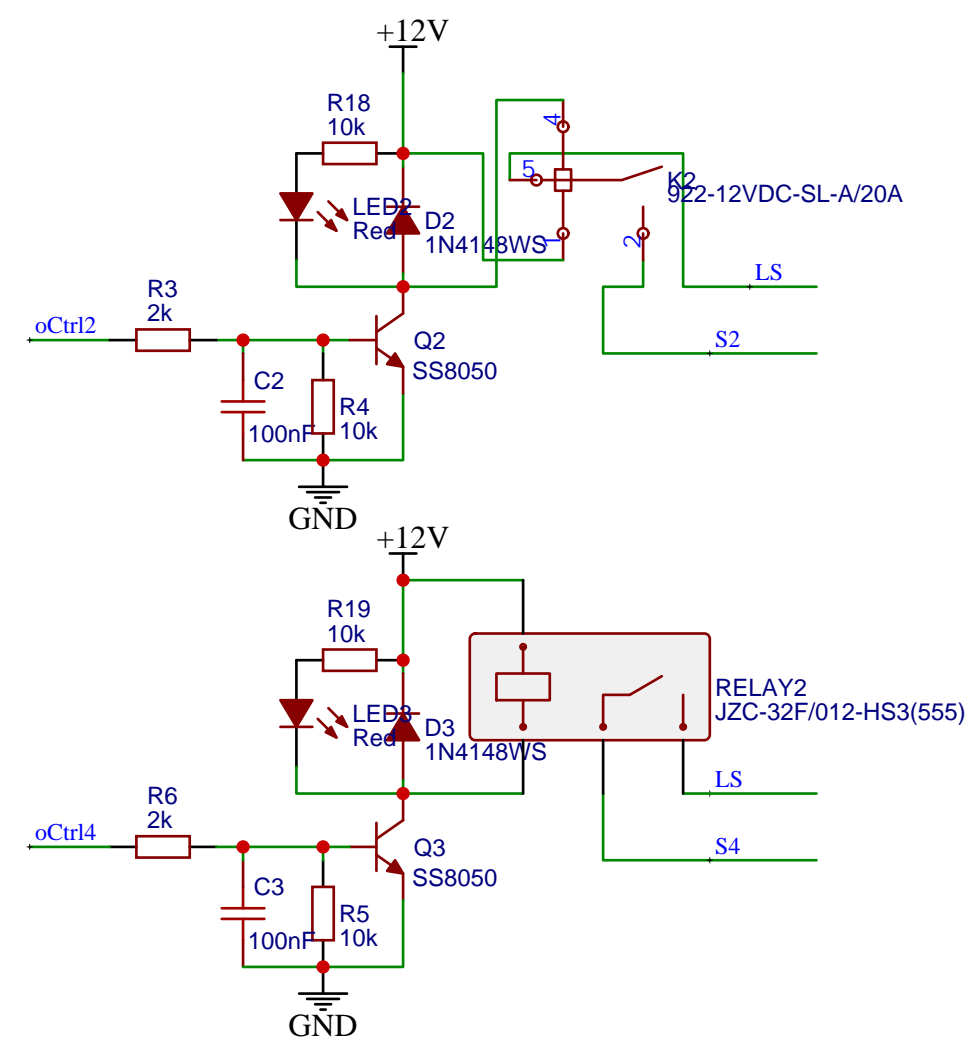 +12V
R18
10k
4
5
K2
922-12VDC-SL-A/20A
LED2
Red
D2
1N4148WS
1
2
LS
R3
2k
oCtrl2
Q2
SS8050
S2
C2
100nF
R4
10k
GND
+12V
R19
10k
RELAY2
JZC-32F/012-HS3(555)
LED3
Red
D3
1N4148WS
LS
R6
2k
oCtrl4
Q3
SS8050
S4
C3
100nF
R5
10k
GND